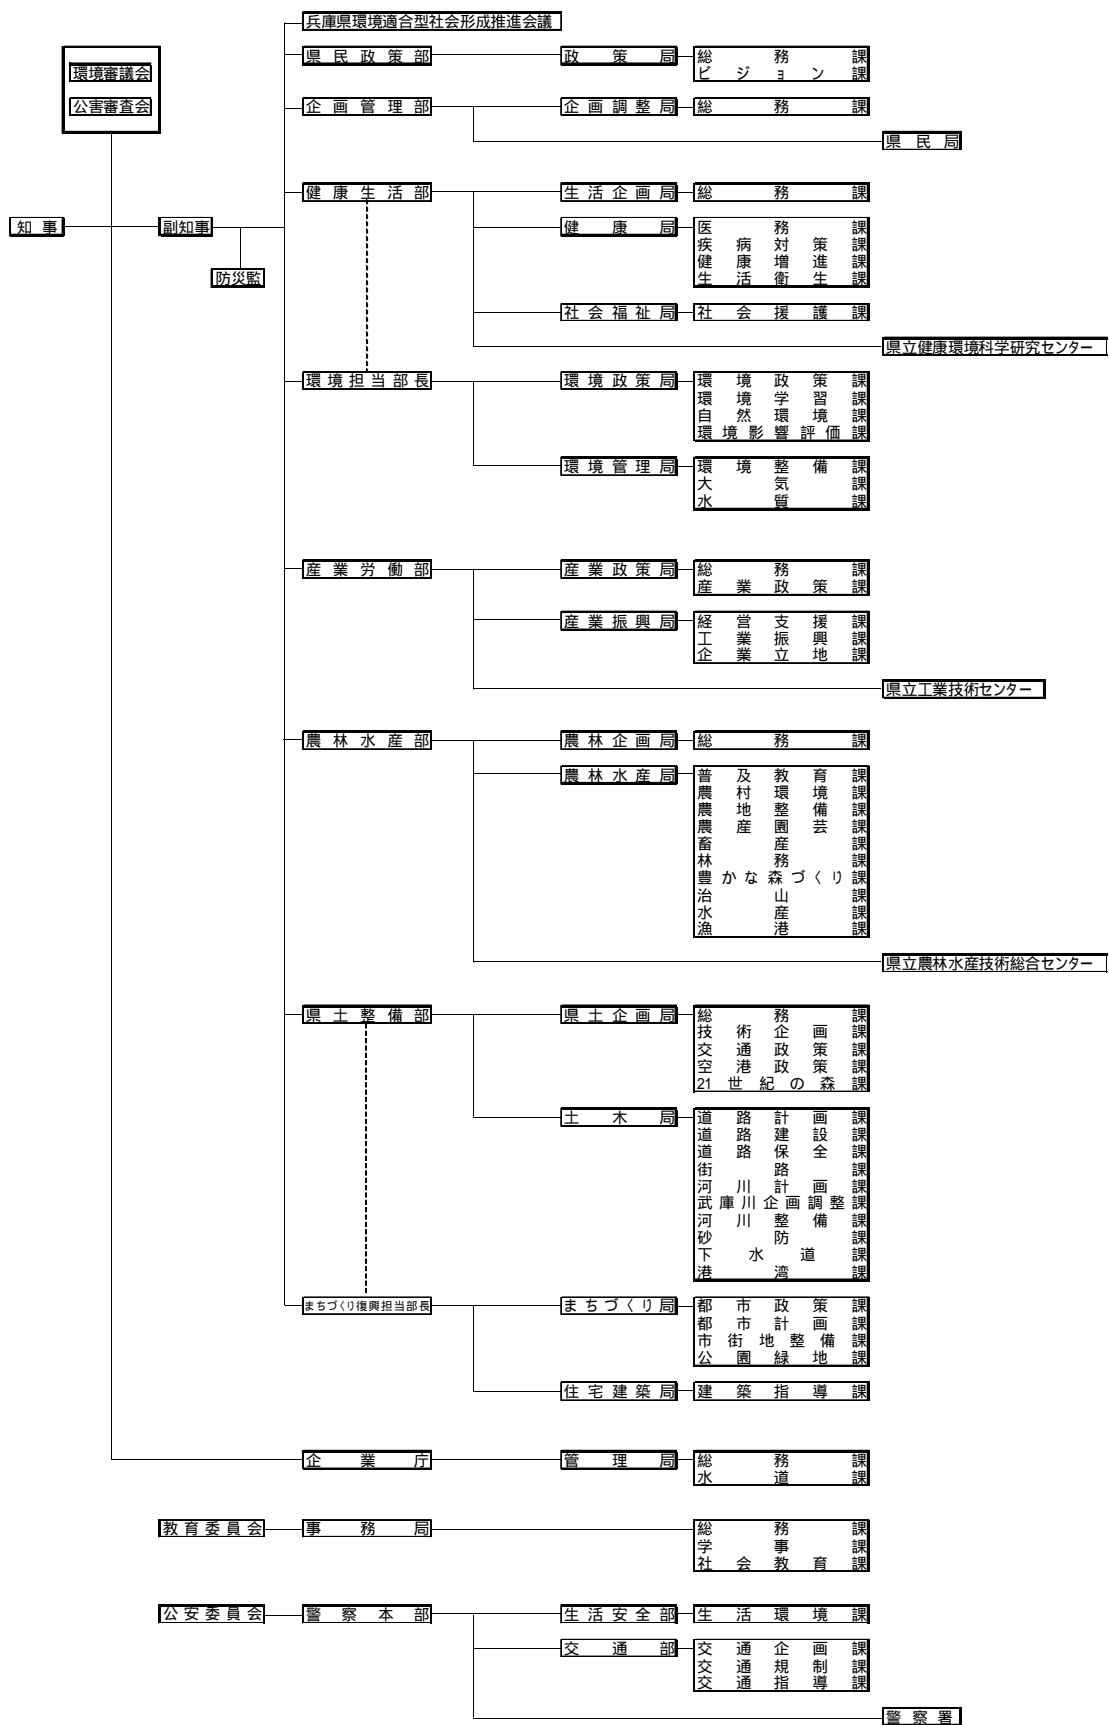 兵庫県環境適合型社会形成推進会議
環境審議会
公害審査会
県民政策部
政策局
総務課
ビジョン課
企画管理部
企画調整局
総務課
県民局
健康生活部
生活企画局
総務課
知事
副知事
防災監
健康局
医務課
疾病対策課
健康増進課
生活衛生課
社会福祉局
社会援護課
県立健康環境科学研究センター
環境担当部長
環境政策局
環境政策課
環境学習課
自然環境課
環境影響評価課
環境管理局
環境整備課
大気課
水質課
産業労働部
産業政策局
総務課
産業政策課
産業振興局
経営支援課
工業振興課
企業立地課
県立工業技術センター
農林水産部
農林企画局
総務課
農林水産局
普及教育課
農村環境課
農地整備課
農産園芸課
畜産課
林務課
豊かな森づくり課
治山課
水産課
漁港課
県立農林水産技術総合センター
県土整備部
県土企画局
総務課
技術企画課
交通政策課
空港政策課
21世紀の森課
土木局
道路計画課
道路建設課
道路保全課
街路課
河川計画課
武庫川企画調整課
河川整備課
砂防課
下水道課
港湾課
まちづくり復興担当部長
まちづくり局
都市政策課
都市計画課
市街地整備課
公園緑地課
住宅建築局
建築指導課
企業庁
管理局
総務課
水道課
教育委員会
事務局
総務課
学事課
社会教育課
公安委員会
警察本部
生活安全部
生活環境課
交通部
交通企画課
交通規制課
交通指導課
警察署